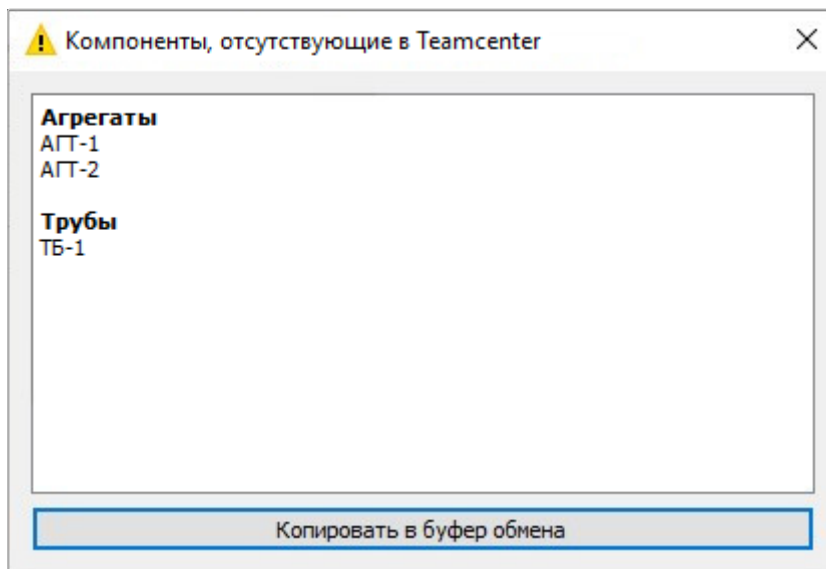 Компоненты, отсутствующие в Teamcenter
Агрегаты
АГТ-1
АГТ-2
Трубы
ТБ-1
Копировать в буфер обмена